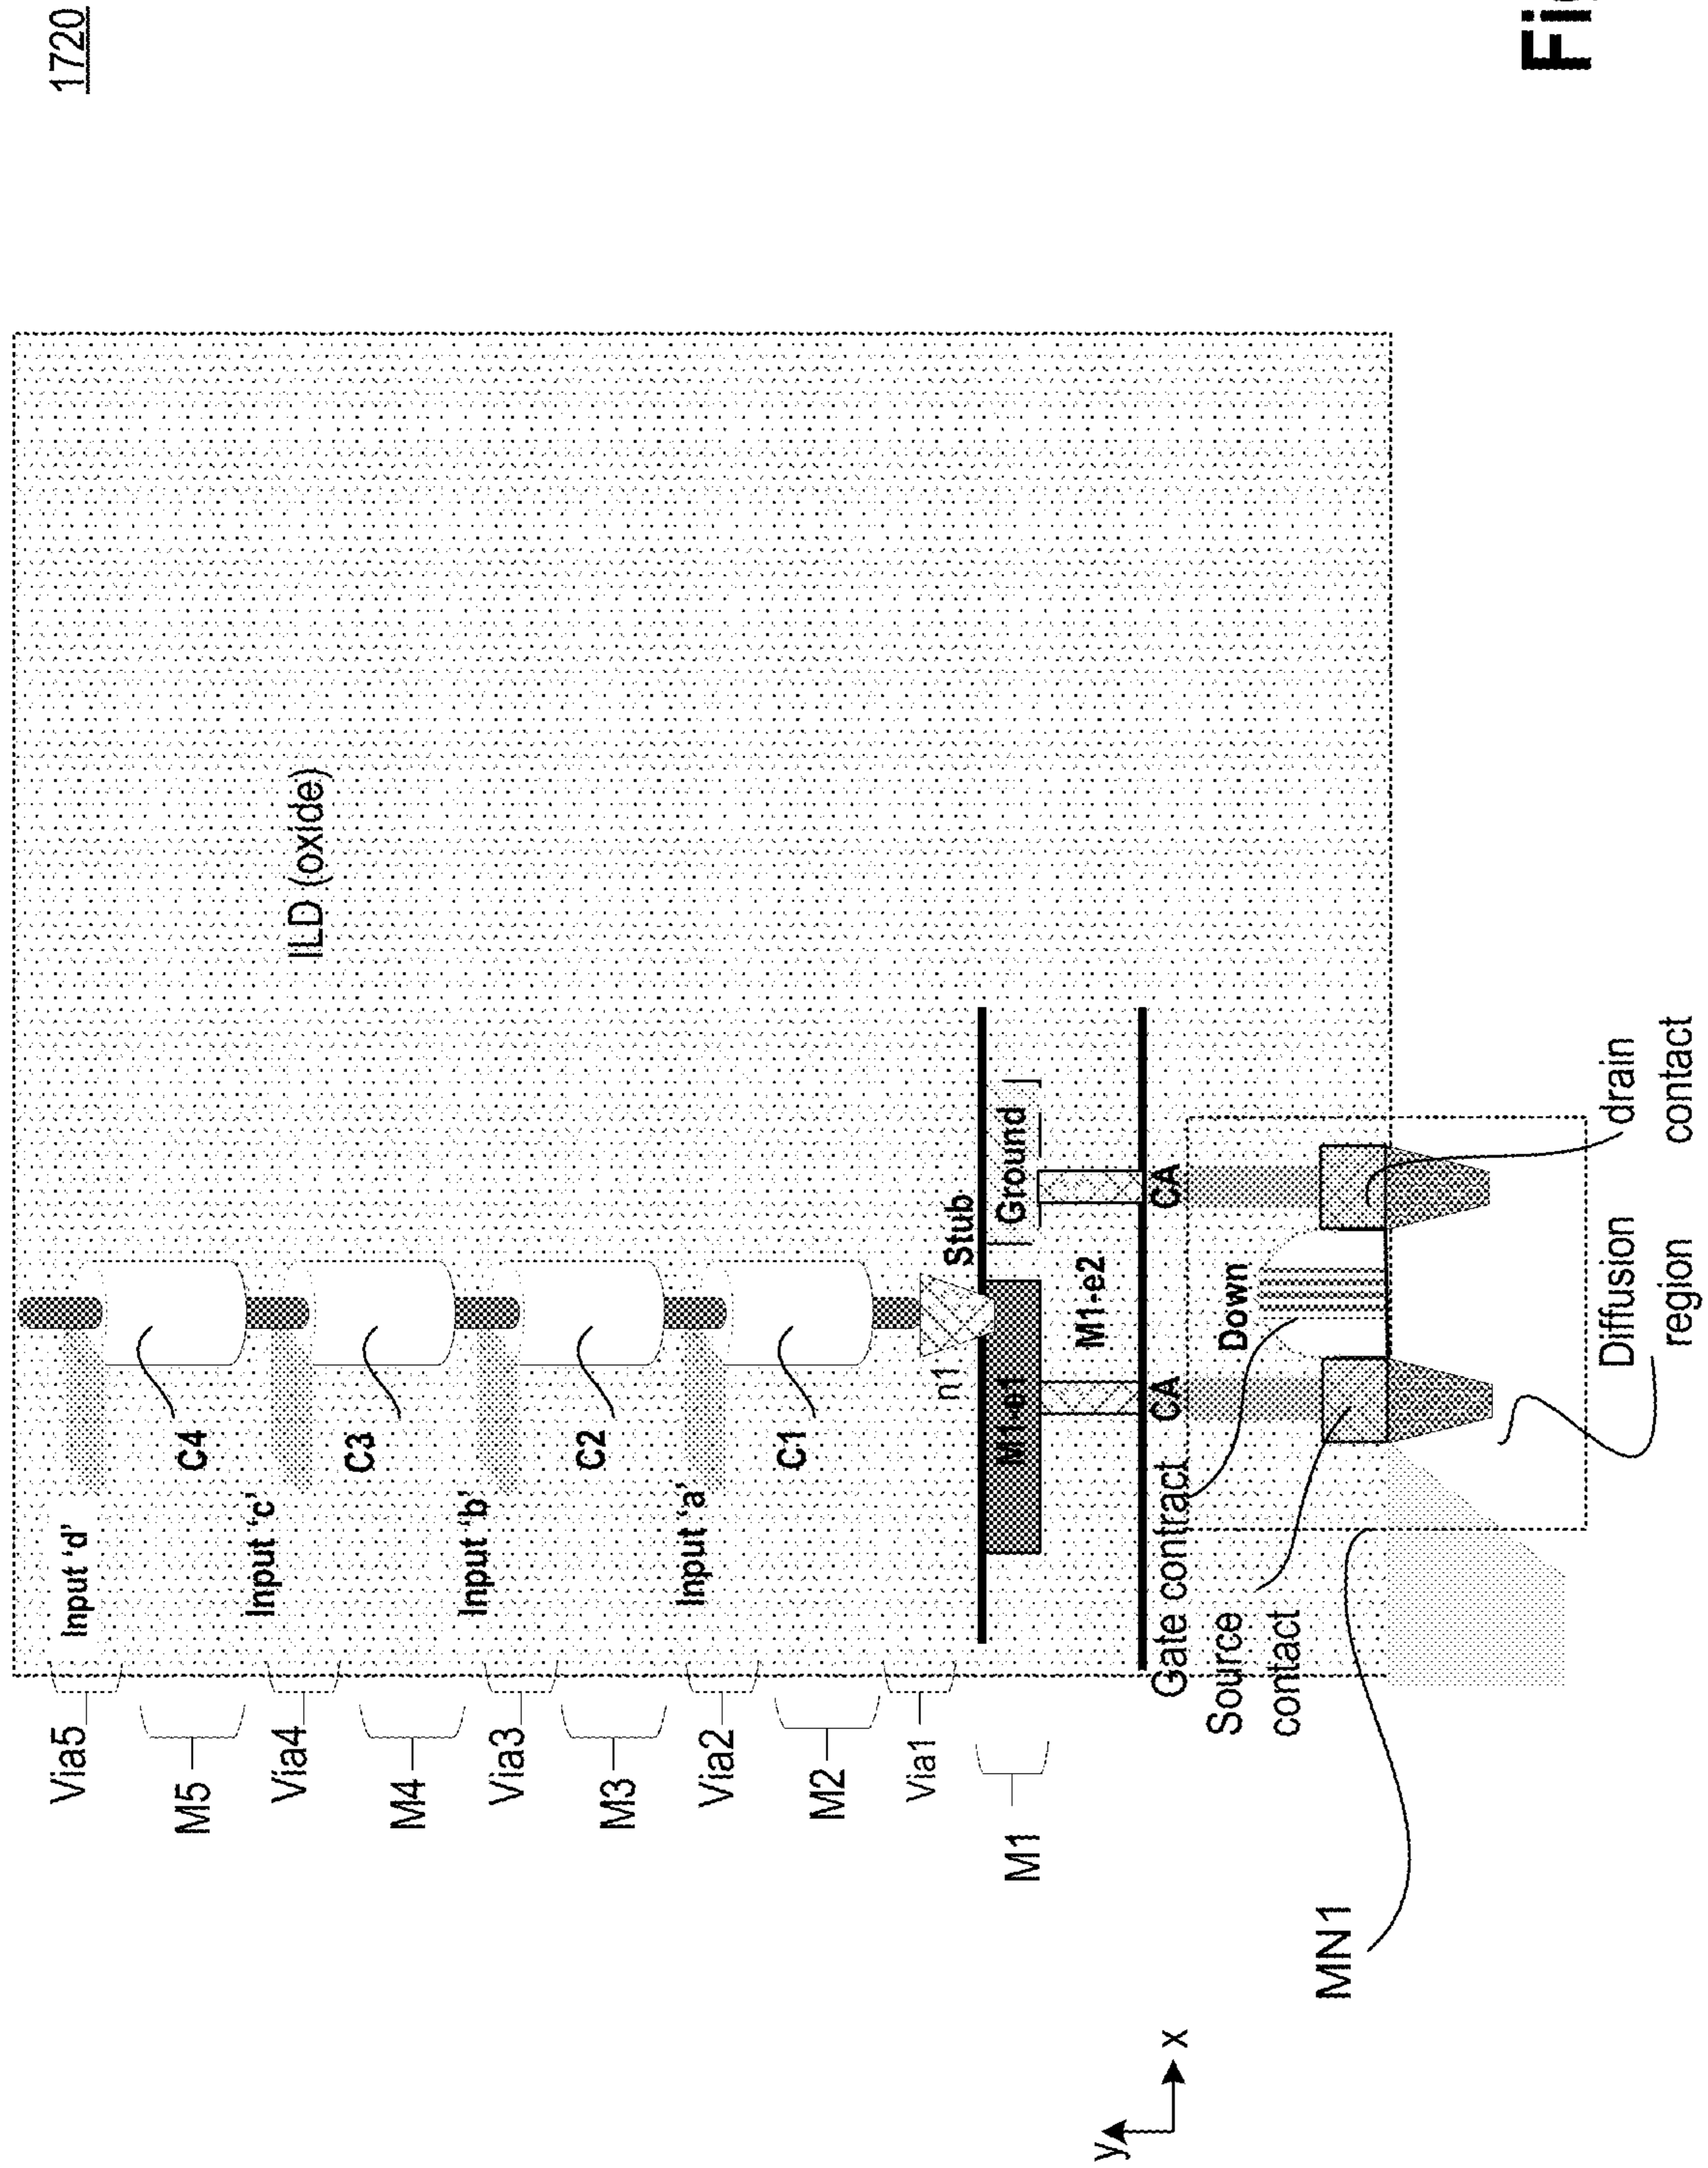 1720
Via5
Input 'd'
M5
C4
Via4
Input 'c'
M4
C3
ILD (oxide)
Via3
Input 'b'
M3
C2
Via2
Input 'a'
M2
C1
Via1
n1
Stub
M1
M1-e1
Ground
M1-e2
CA
CA
Gate contract
Down
Source
contact
MN1
drain
contact
Diffusion
region
y
x